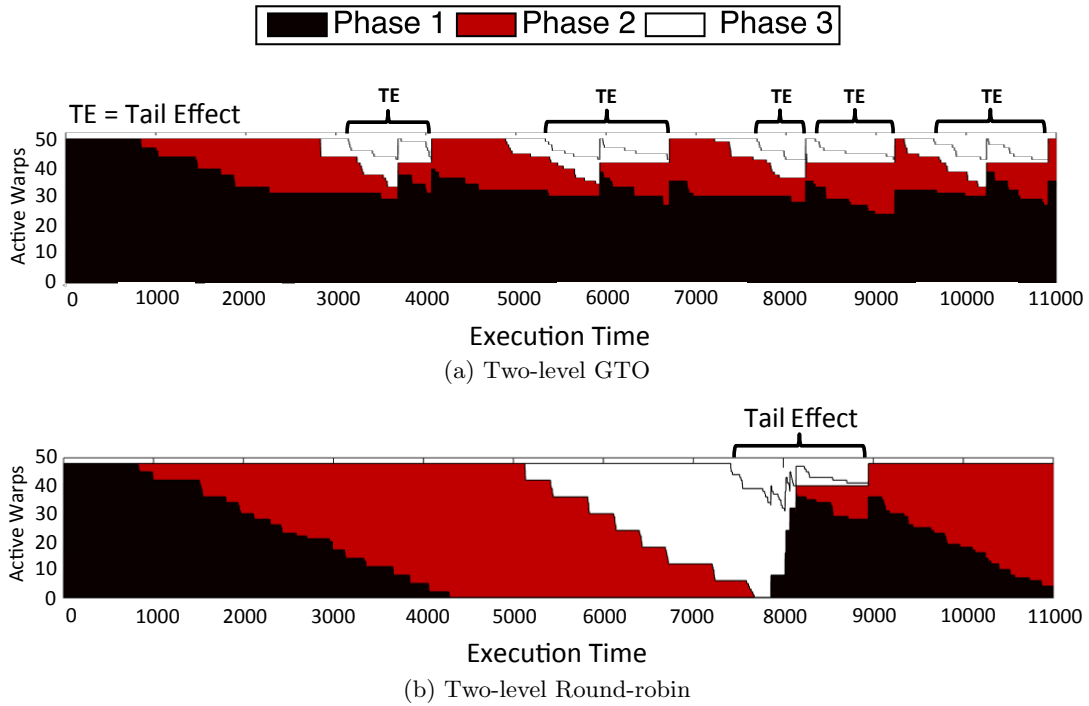 Phase 1 Phase 2 Phase 3
TE = Tail Effect
TE TE TE TE TE
Active Warps
50
40
30
20
10
0
0 1000 2000 3000 4000 5000 6000 7000 8000 9000 10000 11000
Execution Time
(a) Two-level GTO
Tail Effect
Active Warps
50
40
30
20
10
0
0 1000 2000 3000 4000 5000 6000 7000 8000 9000 10000 11000
Execution Time
(b) Two-level Round-robin